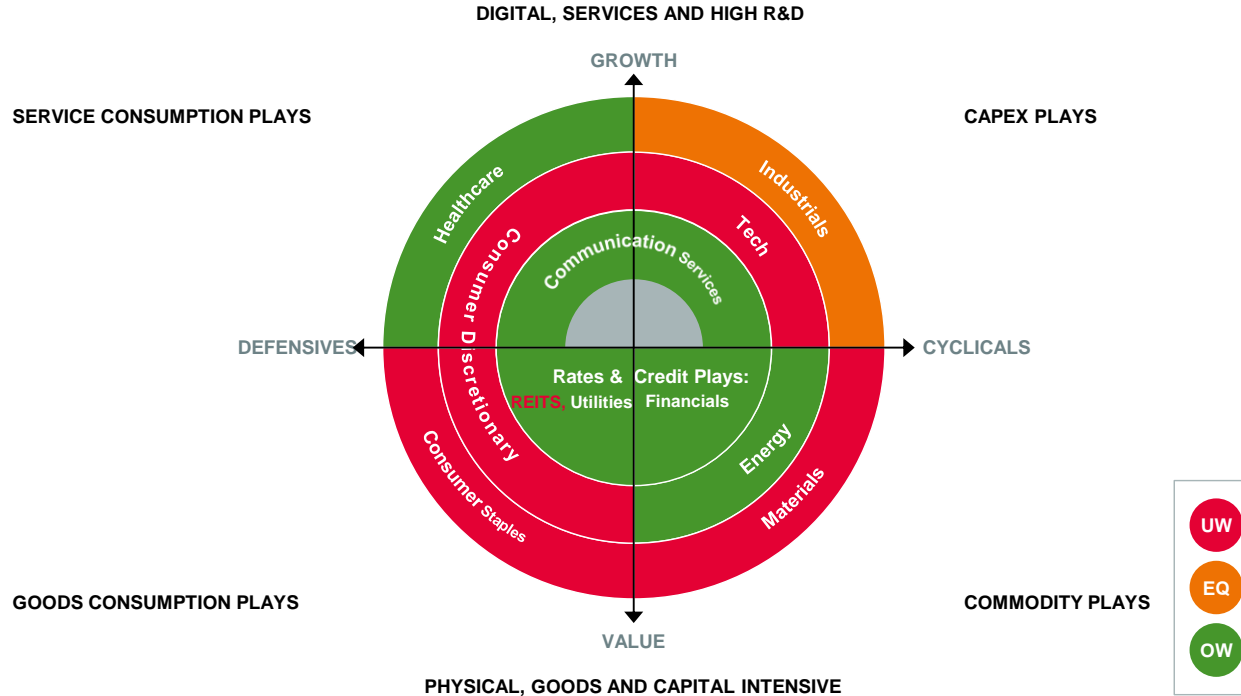 DIGITAL, SERVICES AND HIGH R&D
GROWTH
SERVICE CONSUMPTION PLAYS
CAPEX PLAYS
Healthcare
Industrials
Consumer Discretionary
Tech
Communication Services
DEFENSIVES
CYCLICALS
Rates & Credit Plays:
REITS, Utilities Financials
Consumer Staples
Energy
Materials
UW
EQ
OW
GOODS CONSUMPTION PLAYS
COMMODITY PLAYS
VALUE
PHYSICAL, GOODS AND CAPITAL INTENSIVE